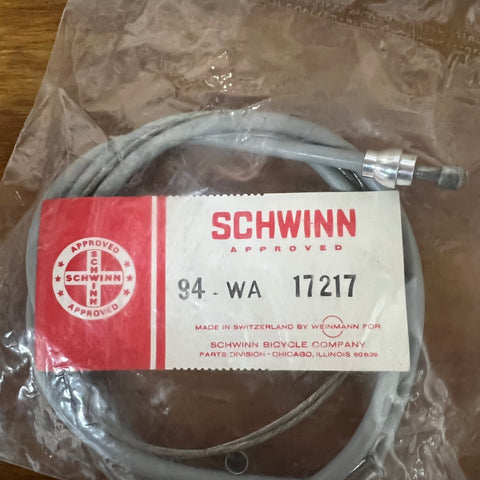 APPROVED
SCHWINN
SCHWINN
APPROVED
SCHWINN
APPROVED
94-WA 17217
MADE IN SWITZERLAND BY WEINMANN FOR
SCHWINN BICYCLE COMPANY
PARTS DIVISION - CHICAGO, ILLINOIS 60639